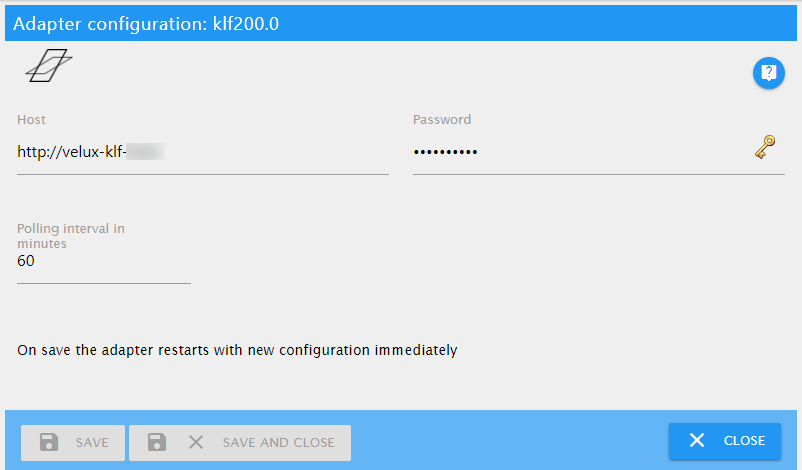 Adapter configuration: klf200.0
?
Host
Password
http://velux-klf-
••••••••••
Polling interval in
minutes
60
On save the adapter restarts with new configuration immediately
SAVE
SAVE AND CLOSE
CLOSE